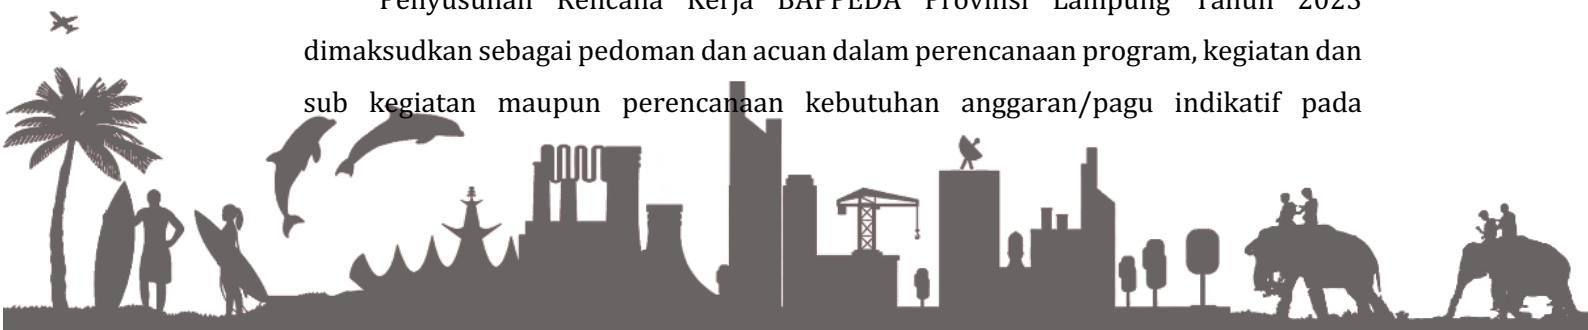 Penyusunan Rencana Kerja BAPPEDA Provinsi Lampung Tahun 2023
dimaksudkan sebagai pedoman dan acuan dalam perencanaan program, kegiatan dan
sub kegiatan maupun perencanaan kebutuhan anggaran/pagu indikatif pada